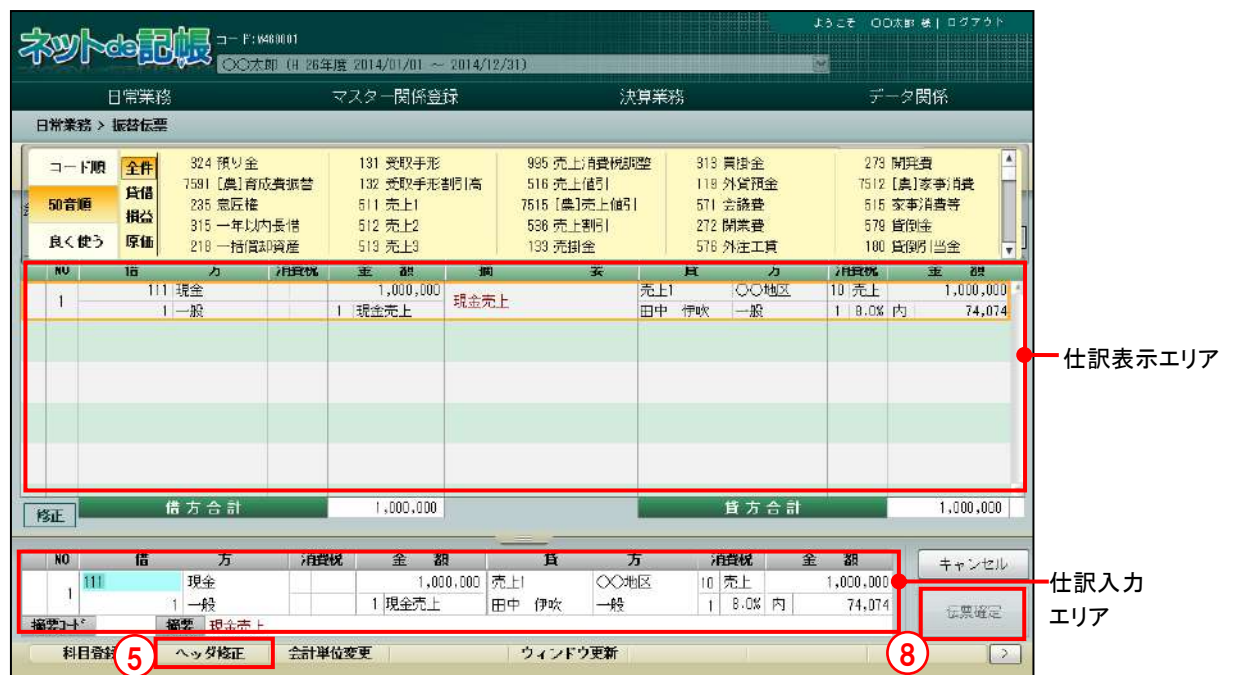 ようこそ 〇〇太郎 様 | ログアウト
ネットde記帳 コード:W460001
〇〇太郎 (H 26年度 2014/01/01 ～ 2014/12/31)
日常業務 マスター関係登録 決算業務 データ関係
日常業務 > 振替伝票
コード順 全件 324 預り金 131 受取手形 995 売上消費税調整 313 買掛金 273 開発費
7591 [農]育成費振替 132 受取手形割引高 516 売上値引 119 外貨預金 7512 [農]家事消費
50音順 貸借 235 意匠権 511 売上1 7515 [農]売上値引 571 会議費 515 家事消費等
損益 315 一年以内長借 512 売上2 536 売上割引 272 開業費 579 貸倒金
良く使う 原価 218 一括償却資産 513 売上3 133 売掛金 576 外注工賃 180 貸倒引当金
NO 借 方 消費税 金 額 摘 要 貸 方 消費税 金 額
1 111 現金 1,000,000 現金売上 売上1 〇〇地区 10 売上 1,000,000
1 一般 1 現金売上 田中 伊吹 一般 1 8.0% 内 74,074
仕訳表示エリア
修正 借方合計 1,000,000 貸方合計 1,000,000
NO 借 方 消費税 金 額 貸 方 消費税 金 額 キャンセル
1 111 現金 1,000,000 売上1 〇〇地区 10 売上 1,000,000
1 一般 1 現金売上 田中 伊吹 一般 1 8.0% 内 74,074 伝票確定
仕訳入力
エリア
摘要コード 摘要 現金売上
科目登録 5 ヘッダ修正 会計単位変更 ウィンドウ更新 8 >